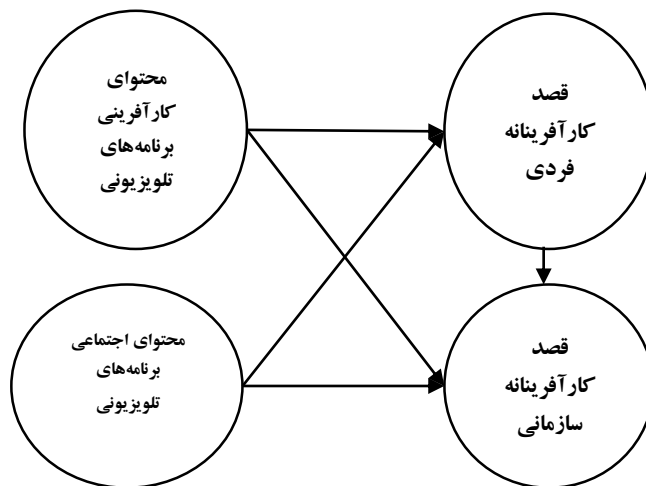 محتوای
کارآفرینی
برنامه‌های
تلویزیونی
قصد
کارآفرینانه
فردی
محتوای اجتماعی
برنامه‌های
تلویزیونی
قصد
کارآفرینانه
سازمانی